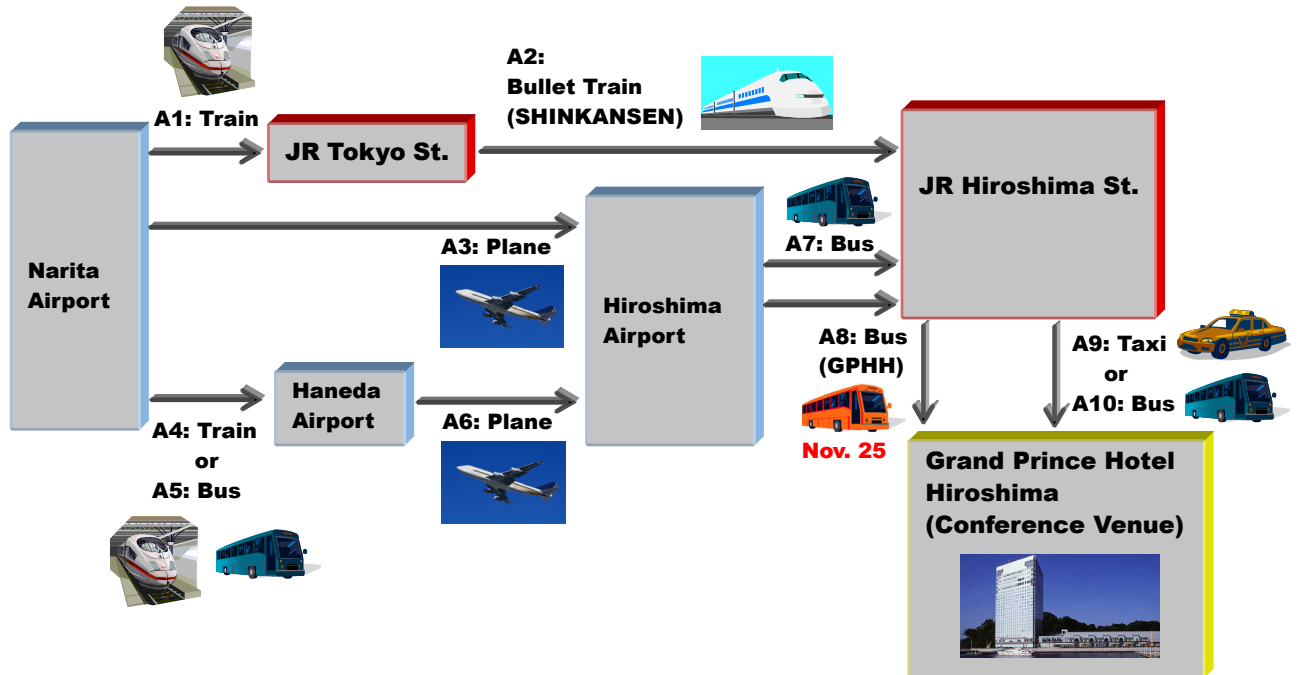 A1: Train
A2:
Bullet Train
(SHINKANSEN)
JR Tokyo St.
JR Hiroshima St.
Narita
Airport
A3: Plane
A7: Bus
Hiroshima
Airport
Haneda
Airport
A4: Train
or
A5: Bus
A6: Plane
A8: Bus
(GPHH)
Nov. 25
A9: Taxi
or
A10: Bus
Grand Prince Hotel
Hiroshima
(Conference Venue)